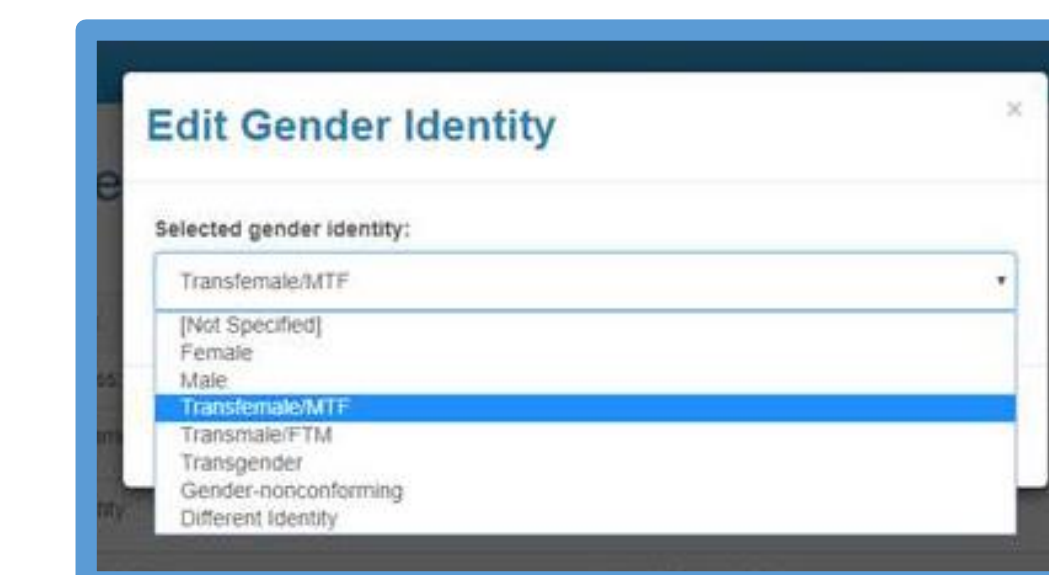 Edit Gender Identity
×
Selected gender identity:
Transfemale/MTF
[Not Specified]
Female
Male
Transfemale/MTF
Transmale/FTM
Transgender
Gender-nonconforming
Different Identity